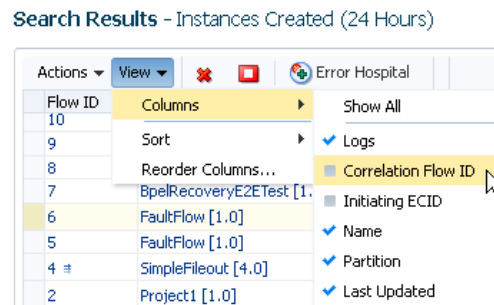 Search Results - Instances Created (24 Hours)
Actions View Error Hospital
Flow ID Columns Show All
10
9 Sort Logs
8 Reorder Columns... Correlation Flow ID
7 BpelRecoveryE2ETest [1. Initiating ECID
6 FaultFlow [1.0] Name
5 FaultFlow [1.0] Partition
4 SimpleFileout [4.0]
2 Project1 [1.0] Last Updated